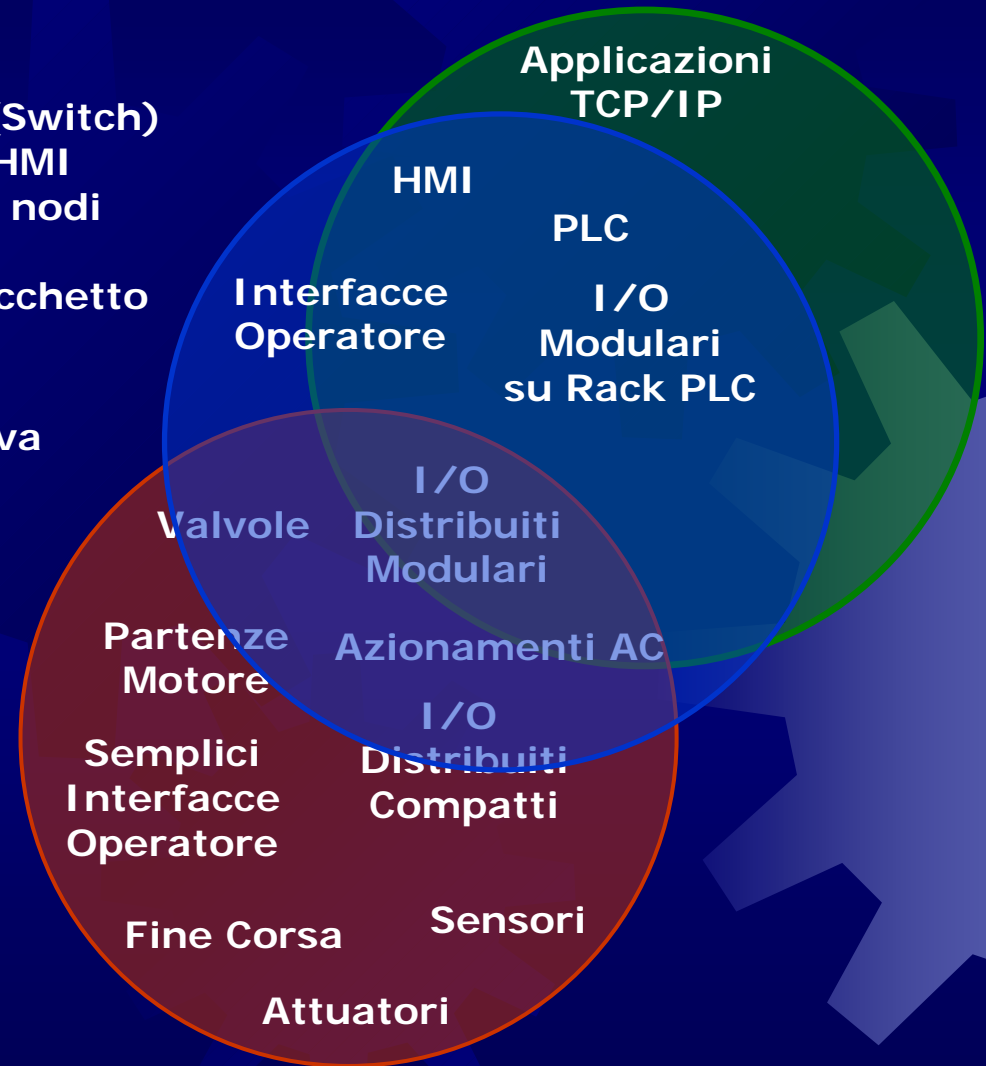 (Switch)
HMI
nodi
cchetto
va
Applicazioni
TCP/IP
HMI
PLC
Interfacce
Operatore
I/O
Modulari
su Rack PLC
Valvole
I/O
Distribuiti
Modulari
Partenze
Motore
Azionamenti AC
I/O
Distribuiti
Compatti
Semplici
Interfacce
Operatore
Fine Corsa
Sensori
Attuatori